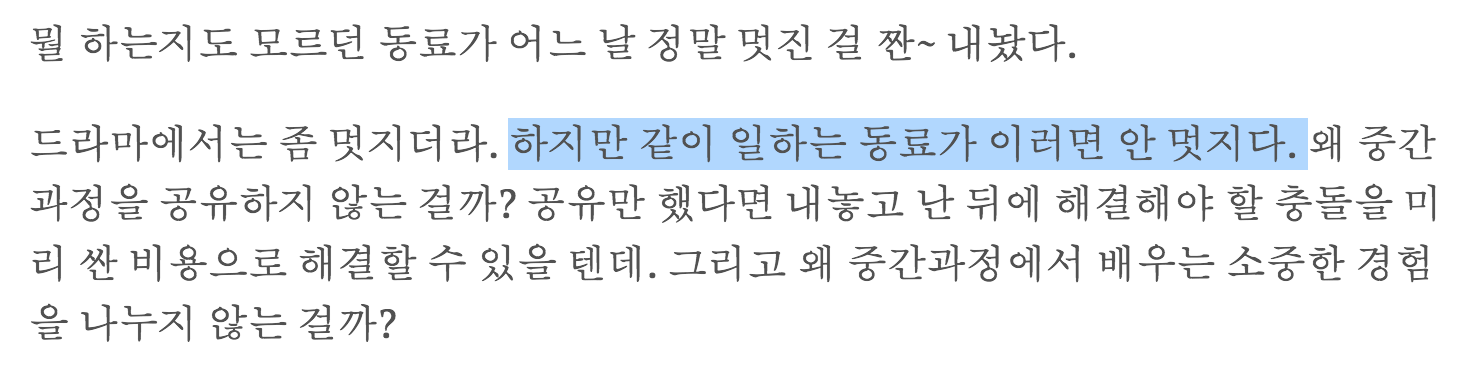 뭘 하는지도 모르던 동료가 어느 날 정말 멋진 걸 짠~ 내놨다.
드라마에서는 좀 멋지더라. 하지만 같이 일하는 동료가 이러면 안 멋지다. 왜 중간
과정을 공유하지 않는 걸까? 공유만 했다면 내놓고 난 뒤에 해결해야 할 충돌을 미
리 싼 비용으로 해결할 수 있을 텐데. 그리고 왜 중간과정에서 배우는 소중한 경험
을 나누지 않는 걸까?